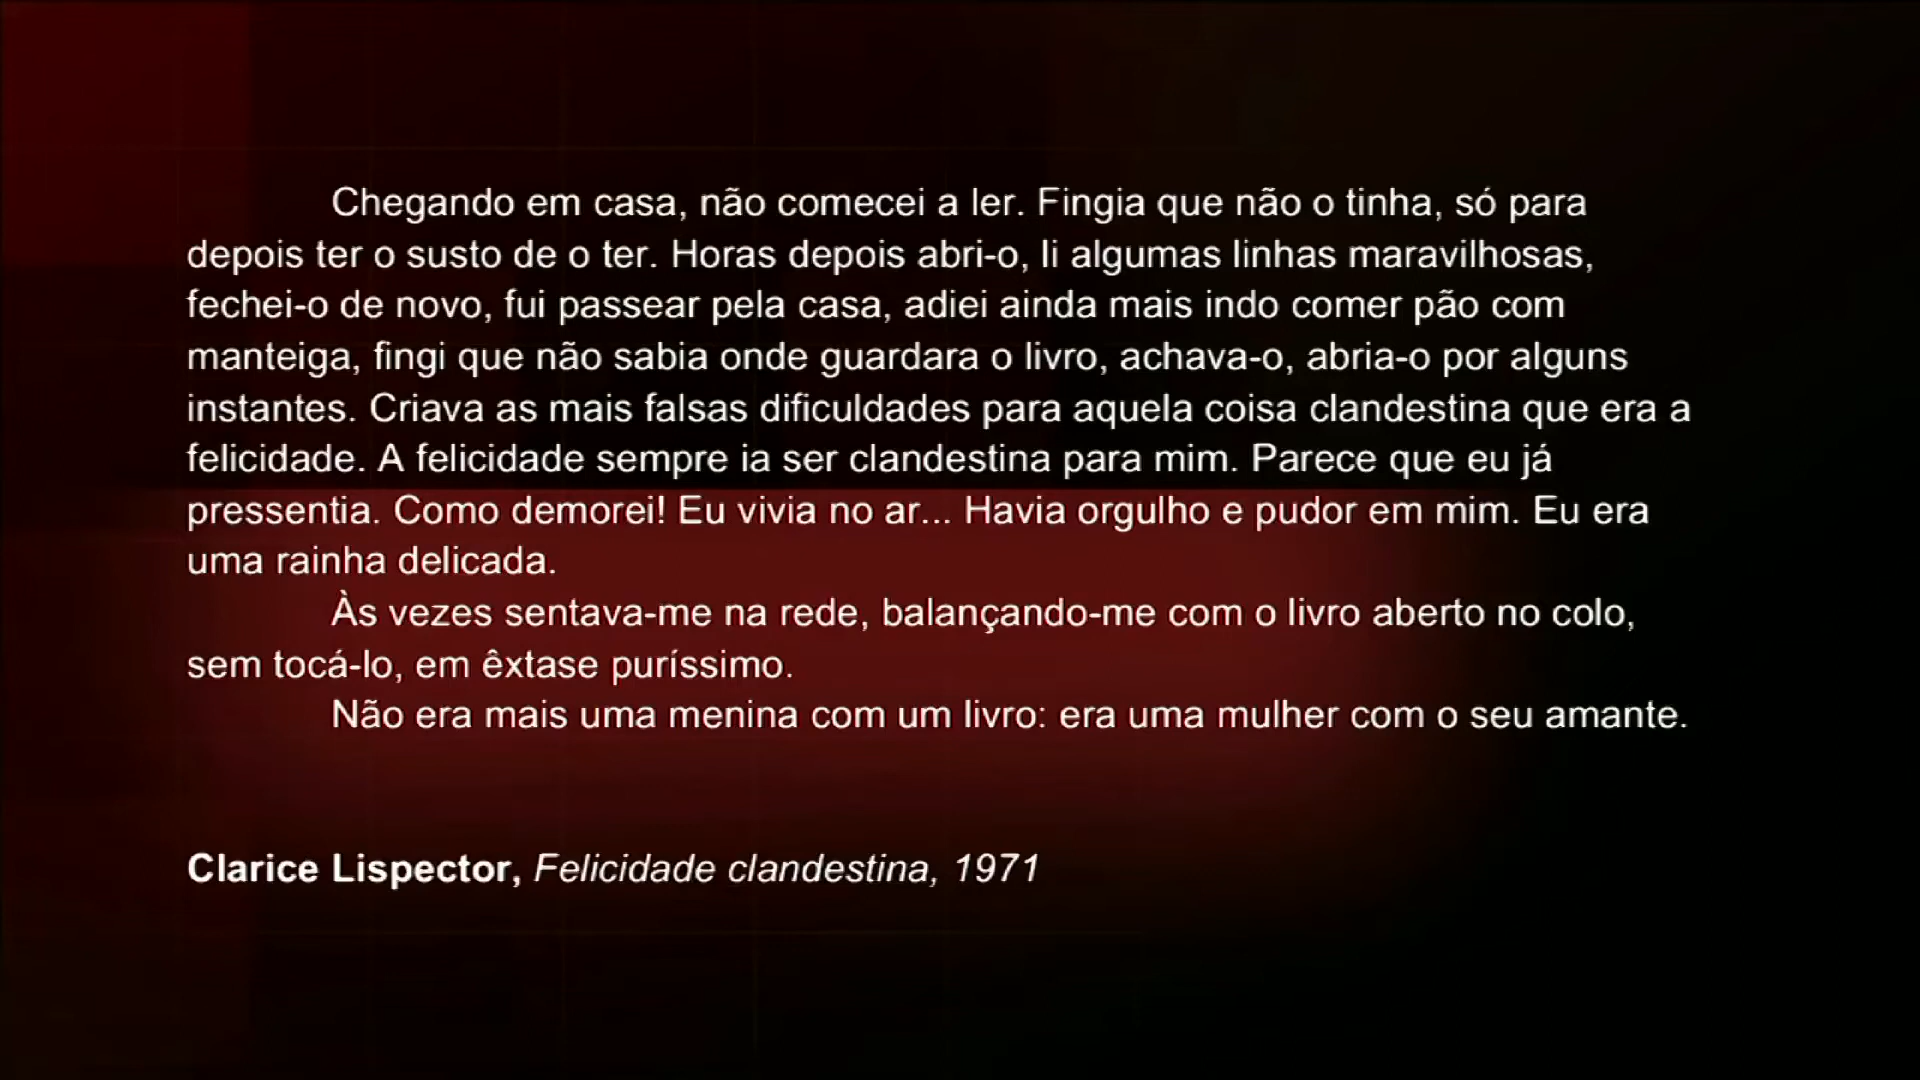 Chegando em casa, não comecei a ler. Fingia que não o tinha, só para
depois ter o susto de o ter. Horas depois abri-o, li algumas linhas maravilhosas,
fechei-o de novo, fui passear pela casa, adiei ainda mais indo comer pão com
manteiga, fingi que não sabia onde guardara o livro, achava-o, abria-o por alguns
instantes. Criava as mais falsas dificuldades para aquela coisa clandestina que era a
felicidade. A felicidade sempre ia ser clandestina para mim. Parece que eu já
pressentia. Como demorei! Eu vivia no ar... Havia orgulho e pudor em mim. Eu era
uma rainha delicada.
Às vezes sentava-me na rede, balançando-me com o livro aberto no colo,
sem tocá-lo, em êxtase puríssimo.
Não era mais uma menina com um livro: era uma mulher com o seu amante.
Clarice Lispector, Felicidade clandestina, 1971